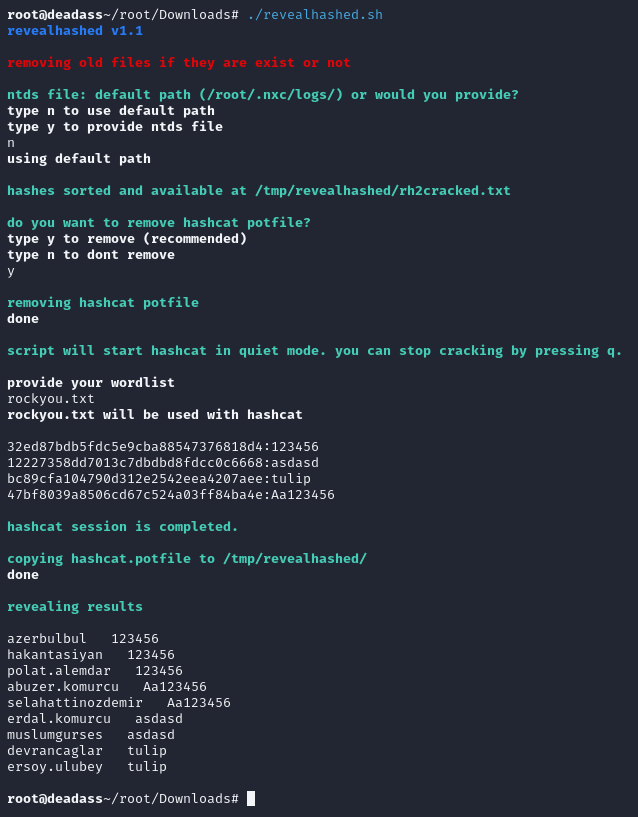 root@deadass~/root/Downloads# ./revealhashed.sh
revealhashed v1.1
removing old files if they are exist or not
ntds file: default path (/root/.nxc/logs/) or would you provide?
type n to use default path
type y to provide ntds file
n
using default path
hashes sorted and available at /tmp/revealhashed/rh2cracked.txt
do you want to remove hashcat potfile?
type y to remove (recommended)
type n to dont remove
y
removing hashcat potfile
done
script will start hashcat in quiet mode. you can stop cracking by pressing q.
provide your wordlist
rockyou.txt
rockyou.txt will be used with hashcat
32ed87bdb5fdc5e9cba88547376818d4:123456
12227358dd7013c7dbdbd8fdcc0c6668:asdasd
bc89cfa104790d312e2542eea4207aee:tulip
47bf8039a8506cd67c524a03ff84ba4e:Aa123456
hashcat session is completed.
copying hashcat.potfile to /tmp/revealhashed/
done
revealing results
azerbulbul   123456
hakantasiyan   123456
polat.alemdar   123456
abuzer.komurcu   Aa123456
selahattinozdemir   Aa123456
erdal.komurcu   asdasd
muslumgurses   asdasd
devrancaglar   tulip
ersoy.ulubey   tulip
root@deadass~/root/Downloads#